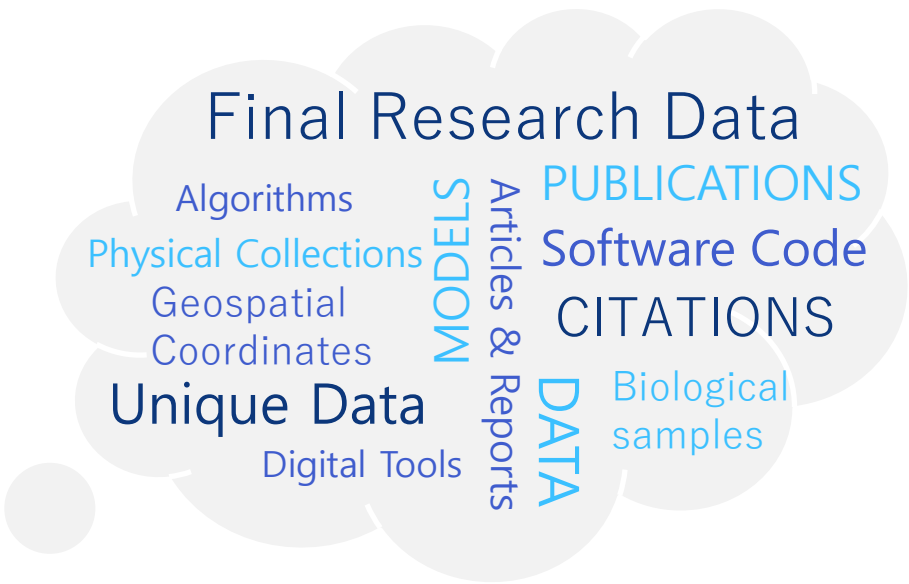 Final Research Data
Algorithms
Physical Collections
Geospatial
Coordinates
Unique Data
Digital Tools
MODELS
Articles & Reports
PUBLICATIONS
Software Code
CITATIONS
DATA
Biological
samples